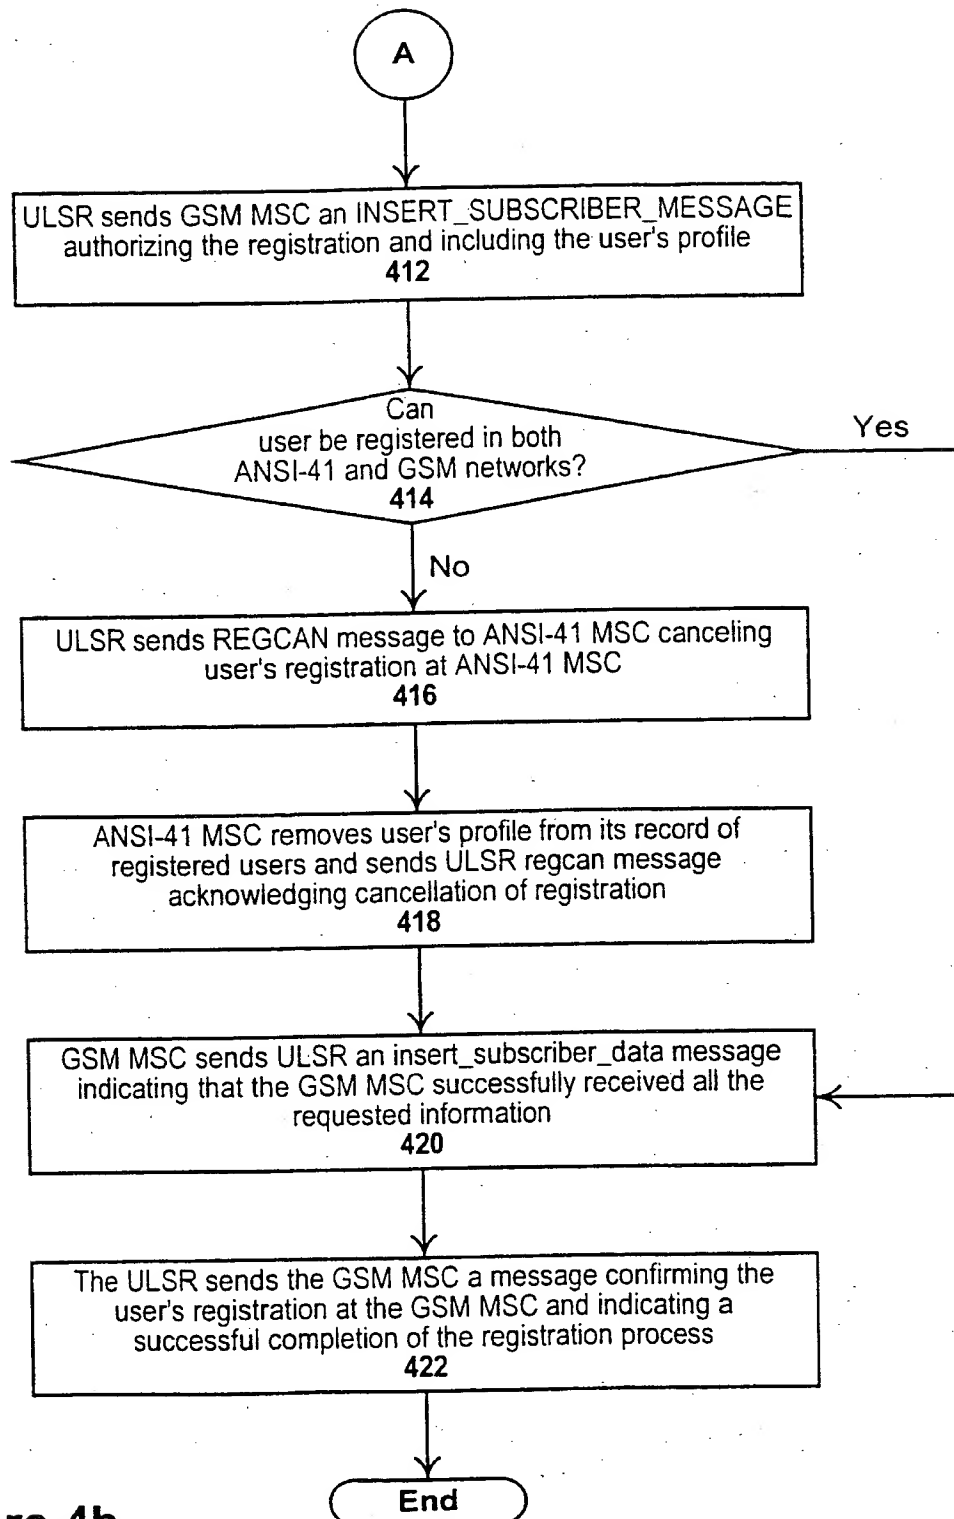 A
ULSR sends GSM MSC an INSERT_SUBSCRIBER_MESSAGE
authorizing the registration and including the user's profile
412
Can
user be registered in both
ANSI-41 and GSM networks?
414
Yes
No
ULSR sends REGCAN message to ANSI-41 MSC canceling
user's registration at ANSI-41 MSC
416
ANSI-41 MSC removes user's profile from its record of
registered users and sends ULSR regcan message
acknowledging cancellation of registration
418
GSM MSC sends ULSR an insert_subscriber_data message
indicating that the GSM MSC successfully received all the
requested information
420
The ULSR sends the GSM MSC a message confirming the
user's registration at the GSM MSC and indicating a
successful completion of the registration process
422
End